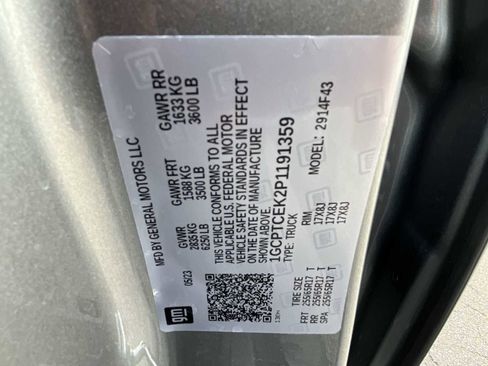 MFD BY GENERAL MOTORS LLC
05/23
GVWR
2835 KG
6250 LB
GAWR FRT
1588 KG
3500 LB
GAWR RR
1633 KG
3600 LB
THIS VEHICLE CONFORMS TO ALL
APPLICABLE U.S. FEDERAL MOTOR
VEHICLE SAFETY STANDARDS IN EFFECT
ON THE DATE OF MANUFACTURE
SHOWN ABOVE.
1GCPTCEK2P1191359
TYPE: TRUCK
MODEL: 2914F43
gm
TIRE SIZE RIM
FRT 255/65R17 T 17X8J
RR 255/65R17 T 17X8J
SPA 255/65R17 T 17X8J